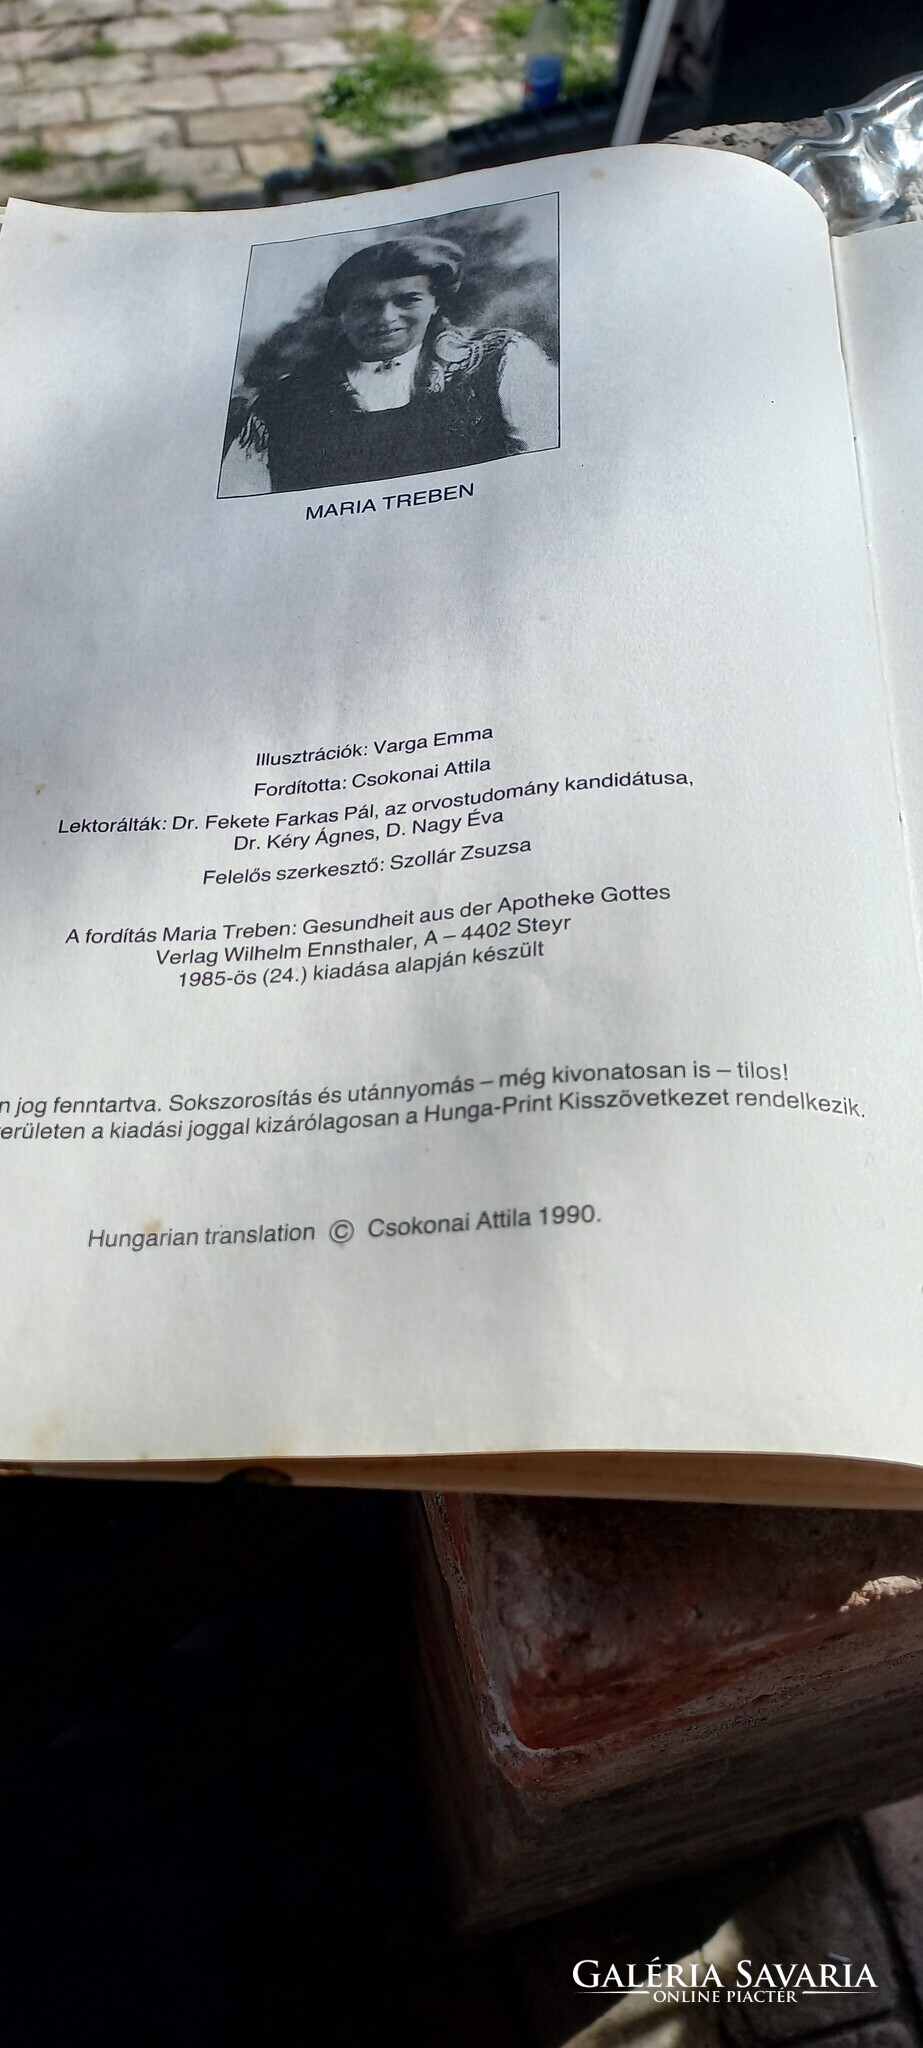 MARIA TREBEN
Illusztrációk: Varga Emma
Fordította: Csokonai Attila
Lektorálták: Dr. Fekete Farkas Pál, az orvostudomány kandidátusa,
Dr. Kéry Ágnes, D. Nagy Éva
Felelős szerkesztő: Szollár Zsuzsa
A fordítás Maria Treben: Gesundheit aus der Apotheke Gottes
Verlag Wilhelm Ennsthaler, A – 4402 Steyr
1985-ös (24.) kiadása alapján készült
jog fenntartva. Sokszorosítás és utánnyomás – még kivonatosan is – tilos!
a kiadási joggal kizárólagosan a Hunga-Print Kisszövetkezet rendelkezik.
Hungarian translation © Csokonai Attila 1990.
GALÉRIA SAVARIA
ONLINE PIACTÉR